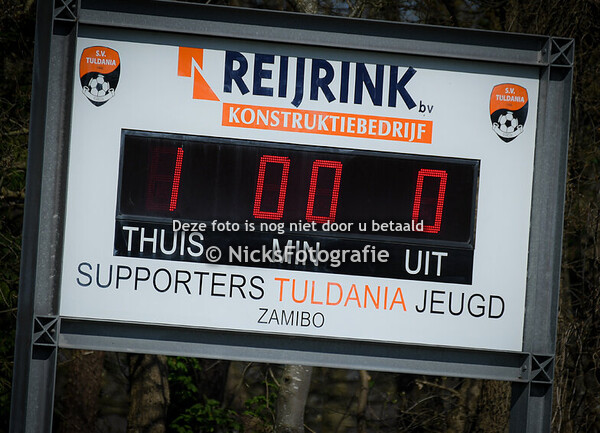 S.V.
TULDANIA
REIJRINK bv
KONSTRUKTIEBEDRIJF
S.V.
TULDANIA
1 00 0
Deze foto is nog niet door u betaald
THUIS MIN UIT
© NicksFotografie
SUPPORTERS TULDANIA JEUGD
ZAMIBO